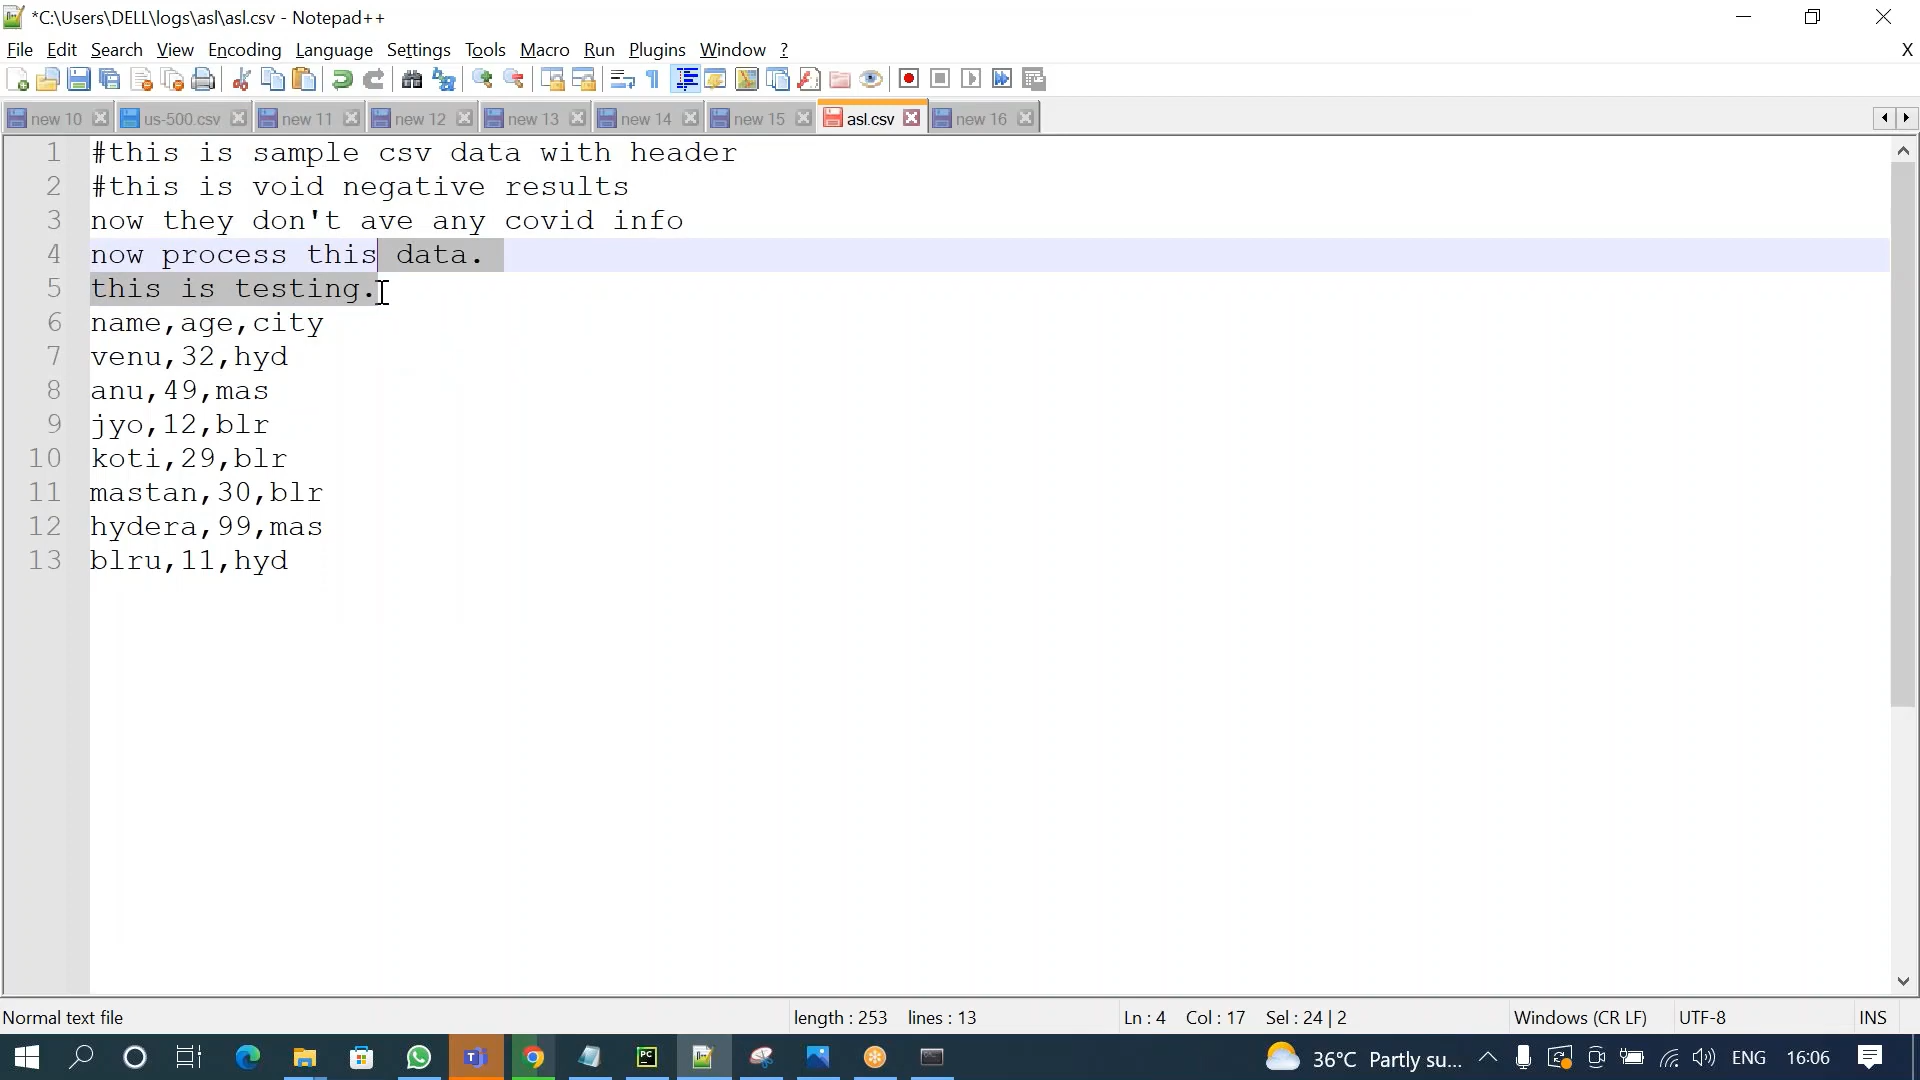 *C:\Users\DELL\logs\asl\asl.csv - Notepad++
File Edit Search View Encoding Language Settings Tools Macro Run Plugins Window ? X
new 10 us-500.csv new 11 new 12 new 13 new 14 new 15 asl.csv new 16
1 #this is sample csv data with header
2 #this is void negative results
3 now they don't ave any covid info
4 now process this data.
5 this is testing.
6 name,age,city
7 venu,32,hyd
8 anu,49,mas
9 jyo,12,blr
10 koti,29,blr
11 mastan,30,blr
12 hydera,99,mas
13 blru,11,hyd
Normal text file length : 253 lines : 13 Ln : 4 Col : 17 Sel : 24 | 2 Windows (CR LF) UTF-8 INS
36°C Partly su... ENG 16:06